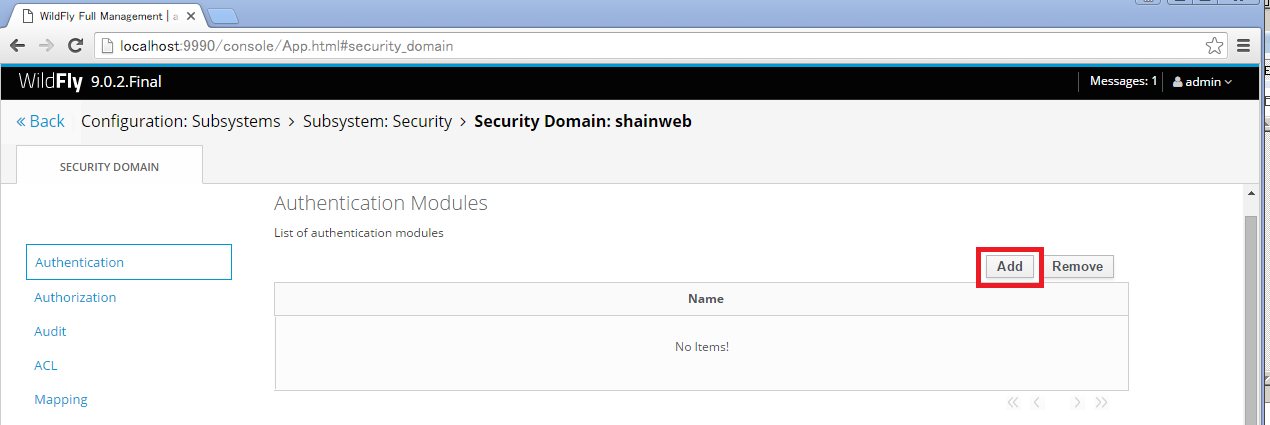 WildFly Full Management | a
localhost:9990/console/App.html#security_domain
WildFly 9.0.2.Final Messages: 1 admin
« Back Configuration: Subsystems > Subsystem: Security > Security Domain: shainweb
SECURITY DOMAIN
Authentication Modules
List of authentication modules
Authentication
Authorization
Audit
ACL
Mapping
Add Remove
Name
No Items!